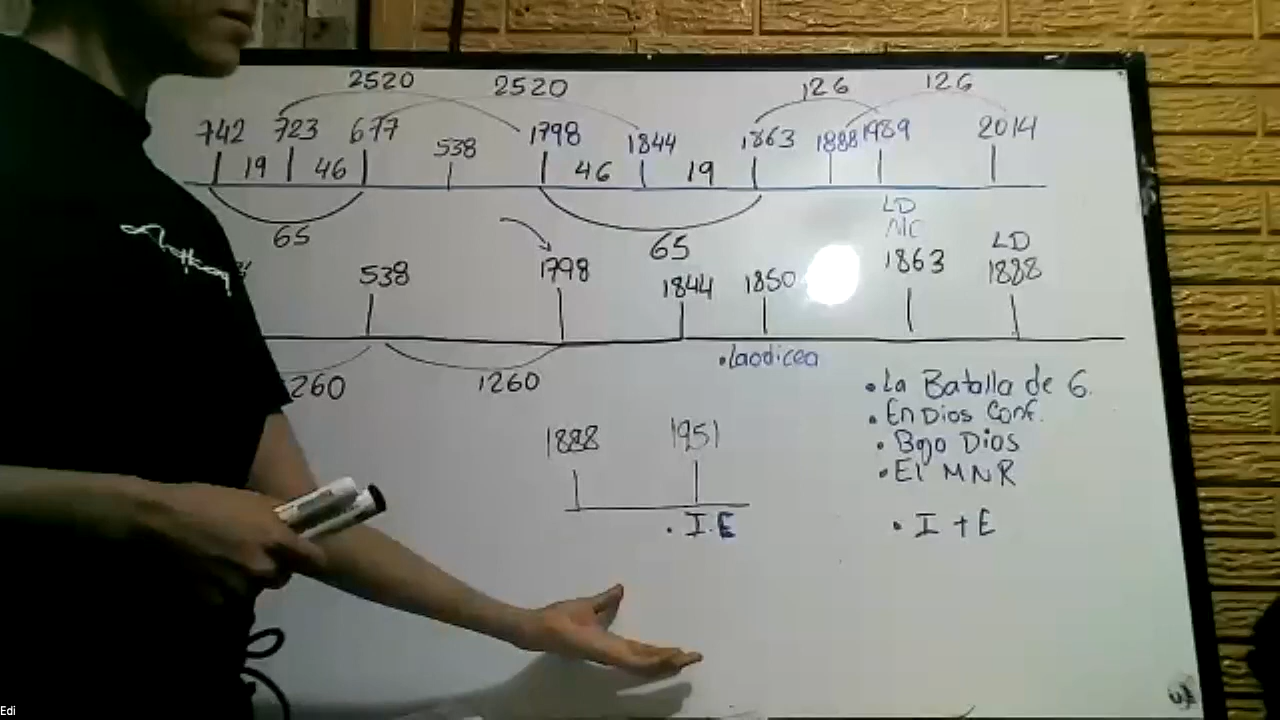 2520 2520 126 126
742 723 677 538 1798 1844 1863 1888 1989 2014
19 46 46 19
65 65
LD
MC
538 1798 1844 1850 1863 LD
1888
260 1260
• Laodicea
• La Batalla de G.
• En Dios Conf.
• Bajo Dios
• El MNR
• I + E
1888 1951
• I.E
Edi